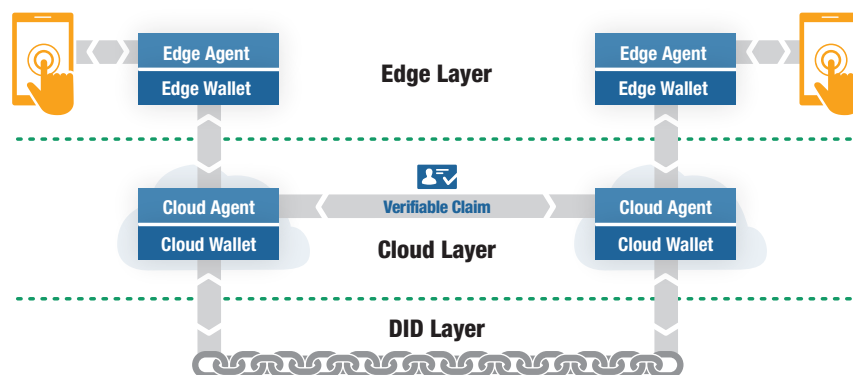 Edge Agent
Edge Wallet
Edge Layer
Edge Agent
Edge Wallet
Cloud Agent
Cloud Wallet
Verifiable Claim
Cloud Layer
Cloud Agent
Cloud Wallet
DID Layer